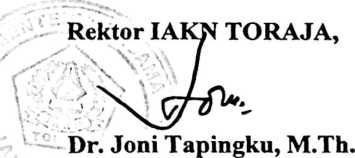 Rektor IAKN TORAJA,
Dr. Joni Tapingku, M.Th.